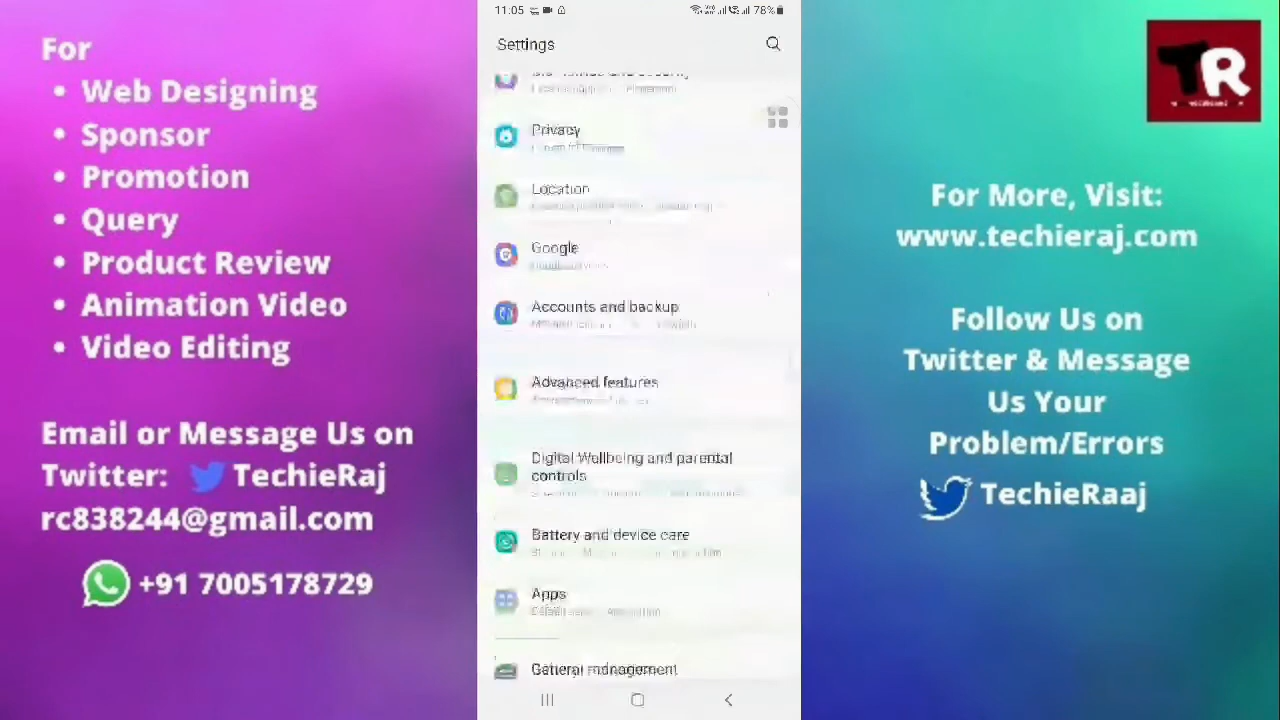 For
• Web Designing
• Sponsor
• Promotion
• Query
• Product Review
• Animation Video
• Video Editing
Email or Message Us on
Twitter: TechieRaj
rc838244@gmail.com
+91 7005178729
11:05 78%
Settings
Privacy
Location
Google
Accounts and backup
Advanced features
Digital Wellbeing and parental
controls
Battery and device care
Apps
General management
TR
For More, Visit:
www.techieraj.com
Follow Us on
Twitter & Message
Us Your
Problem/Errors
TechieRaaj